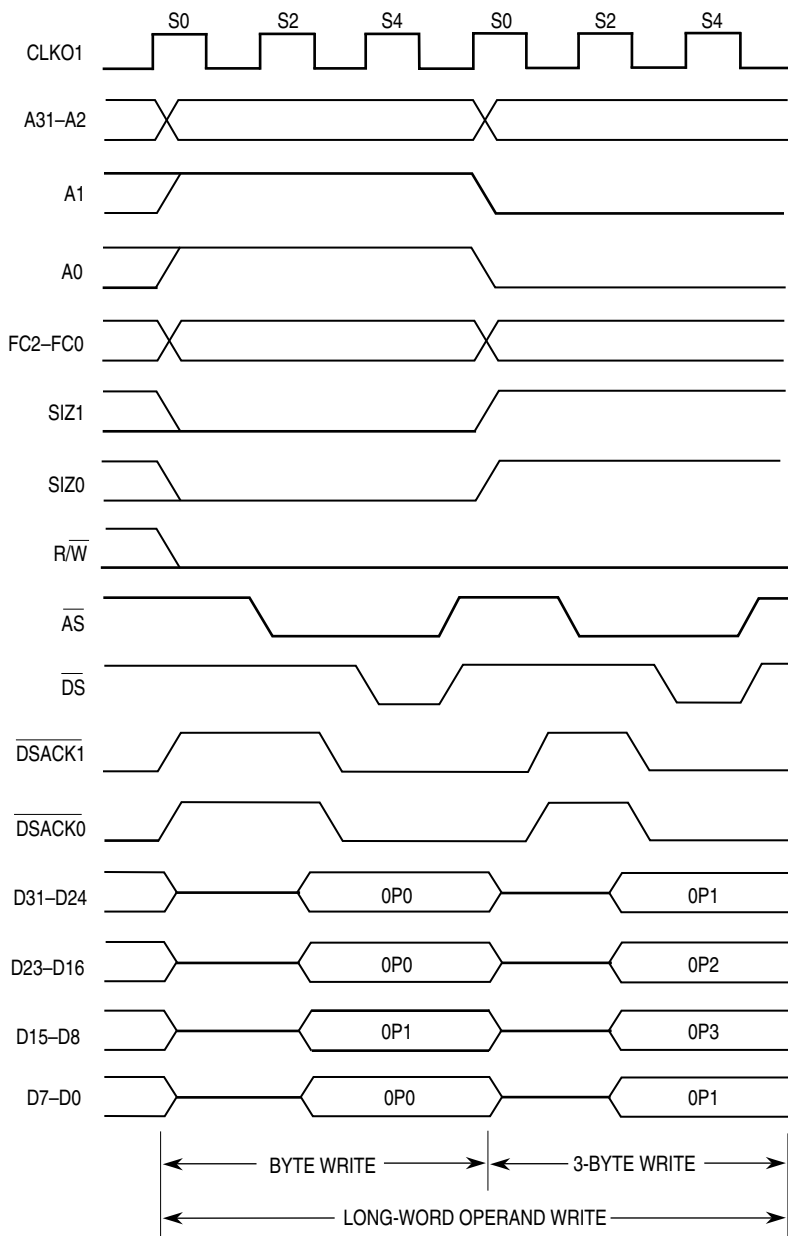 S0 S2 S4 S0 S2 S4
CLKO1
A31–A2
A1
A0
FC2–FC0
SIZ1
SIZ0
R/W
AS
DS
DSACK1
DSACK0
D31–D24 0P0 0P1
D23–D16 0P0 0P2
D15–D8 0P1 0P3
D7–D0 0P0 0P1
BYTE WRITE 3-BYTE WRITE
LONG-WORD OPERAND WRITE